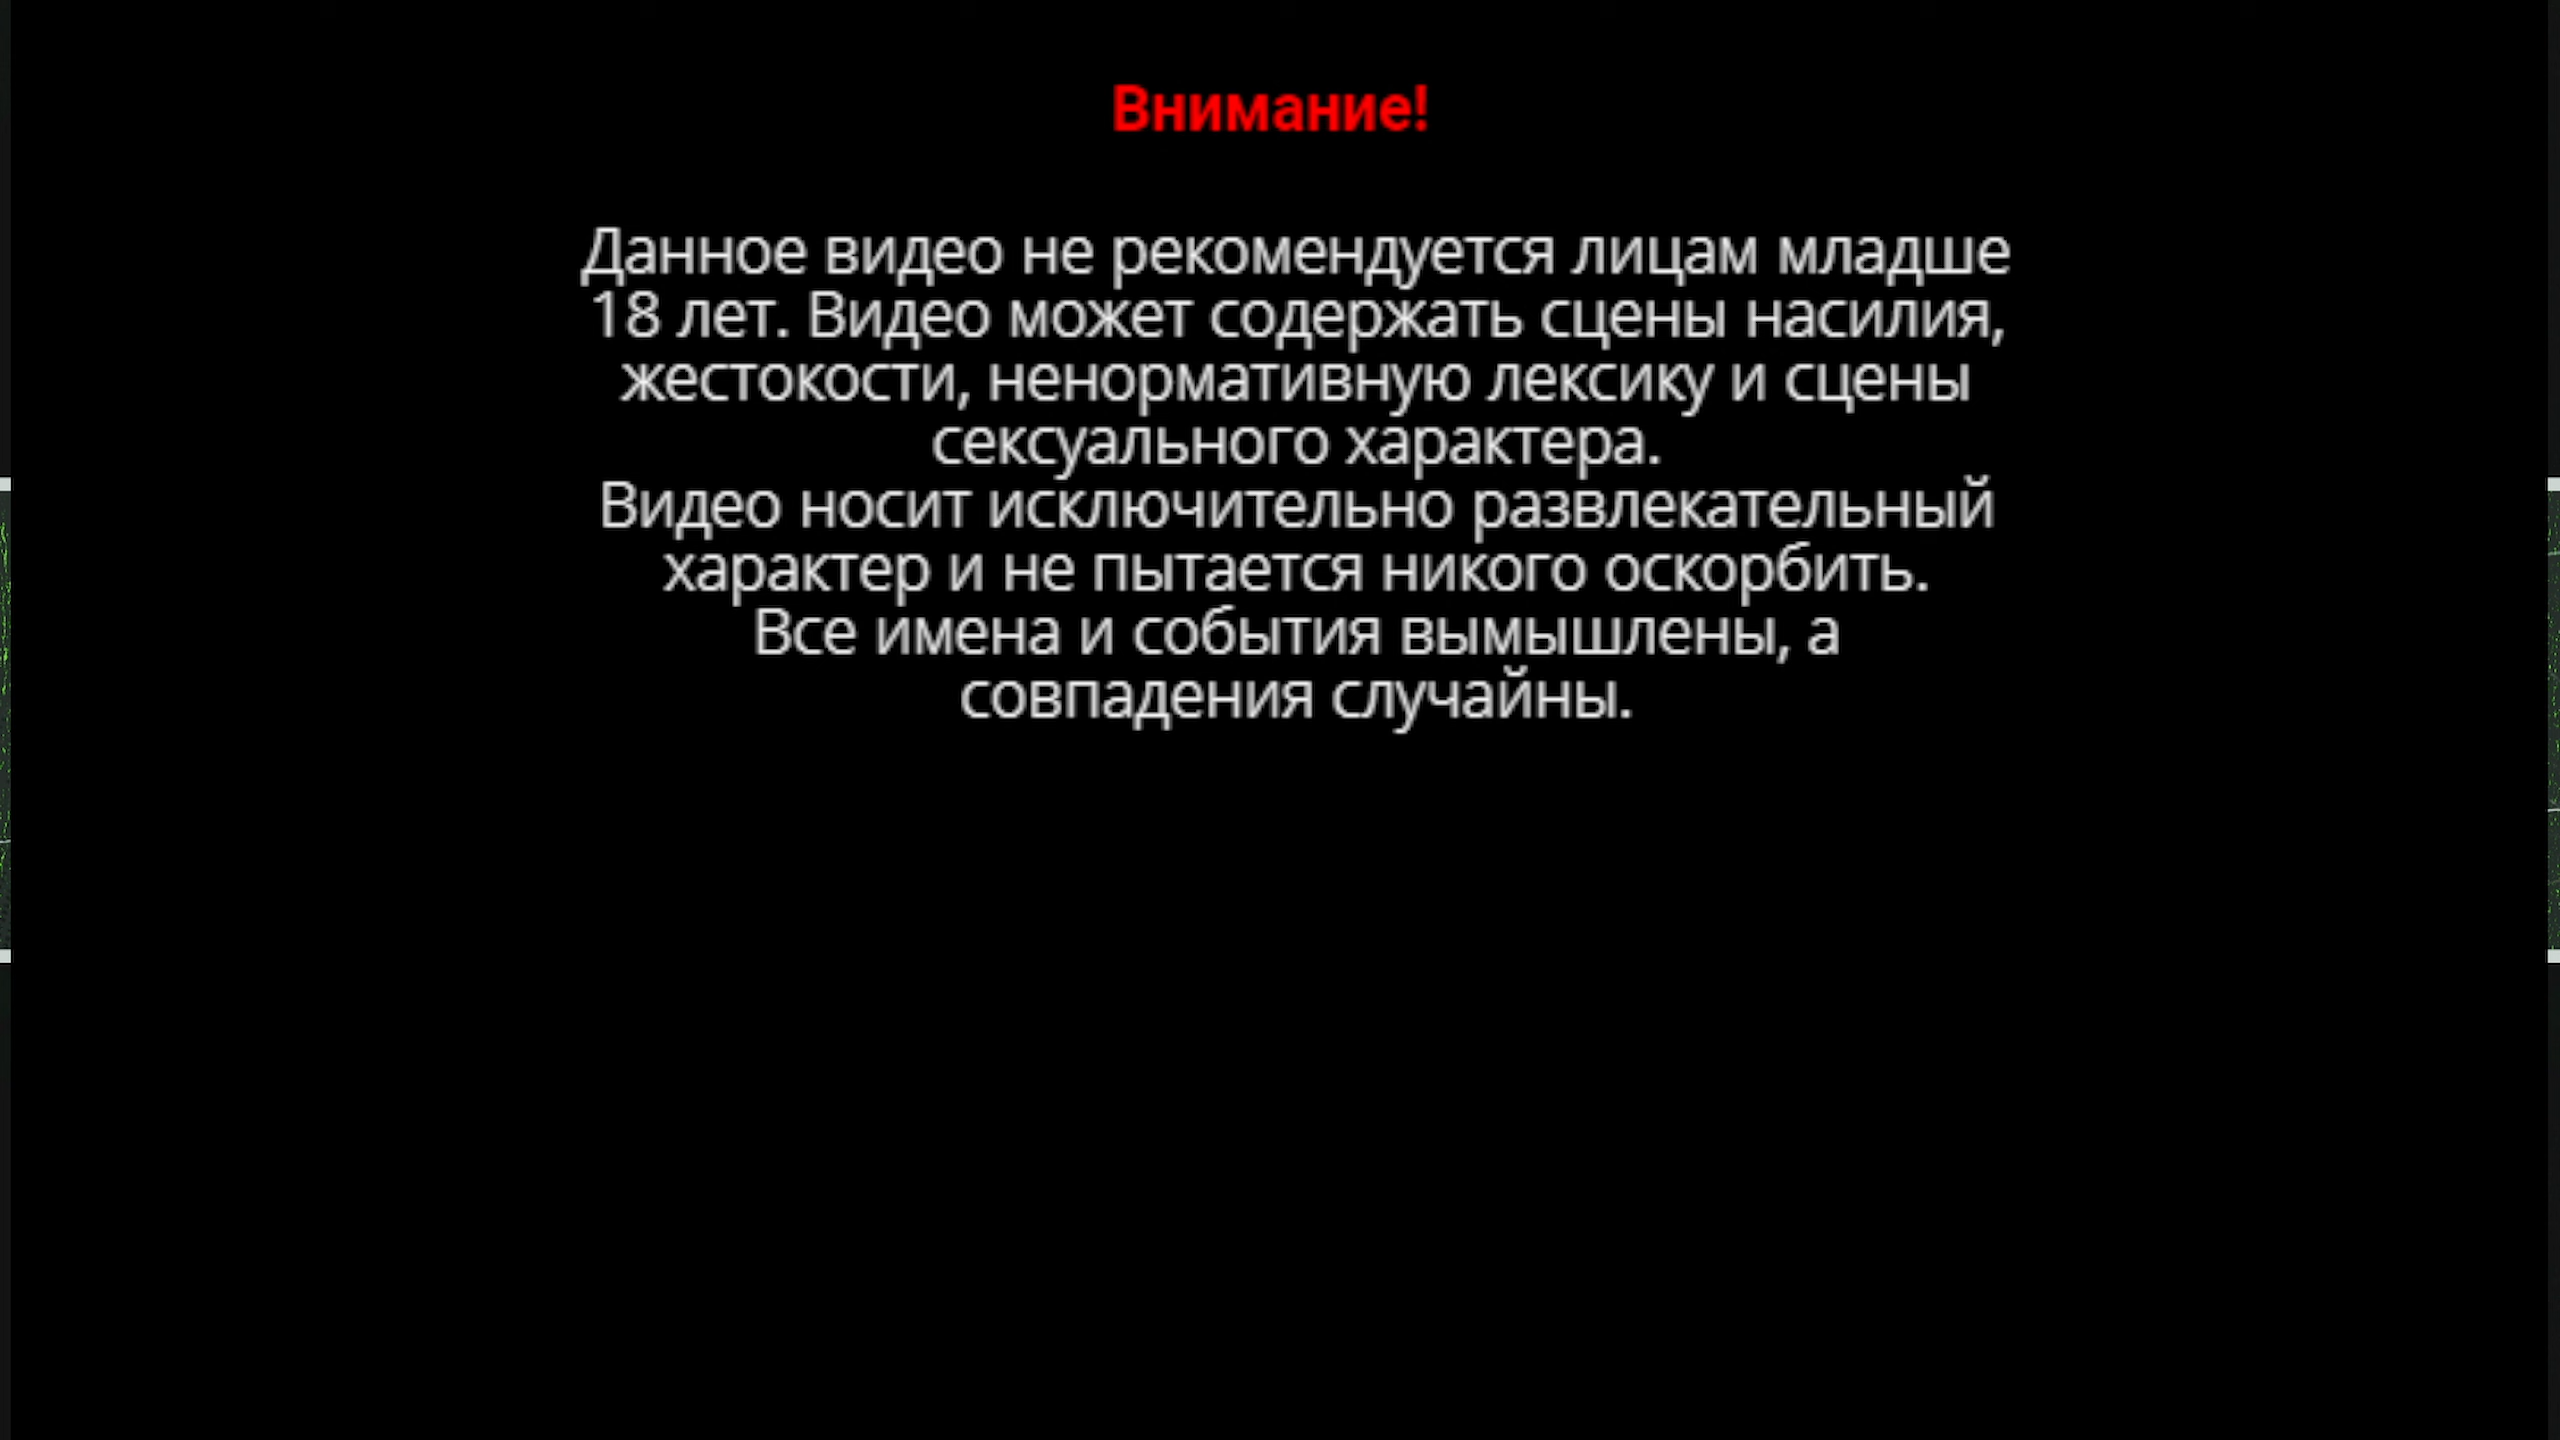 Внимание!
Данное видео не рекомендуется лицам младше
18 лет. Видео может содержать сцены насилия,
жестокости, ненормативную лексику и сцены
сексуального характера.
Видео носит исключительно развлекательный
характер и не пытается никого оскорбить.
Все имена и события вымышлены, а
совпадения случайны.